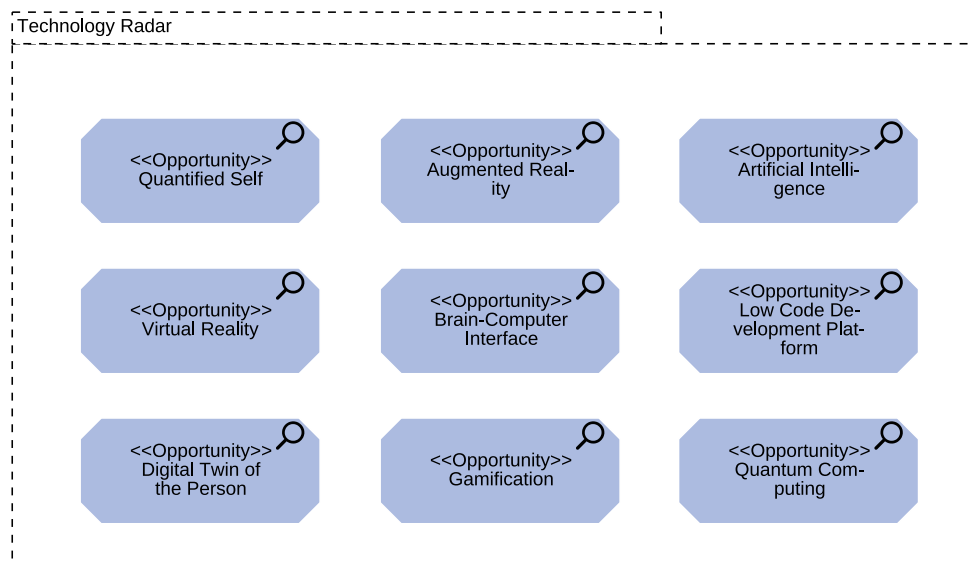 Technology Radar
<<Opportunity>>
Quantified Self
<<Opportunity>>
Augmented Real-
ity
<<Opportunity>>
Artificial Intelli-
gence
<<Opportunity>>
Virtual Reality
<<Opportunity>>
Brain-Computer
Interface
<<Opportunity>>
Low Code De-
velopment Plat-
form
<<Opportunity>>
Digital Twin of
the Person
<<Opportunity>>
Gamification
<<Opportunity>>
Quantum Com-
puting